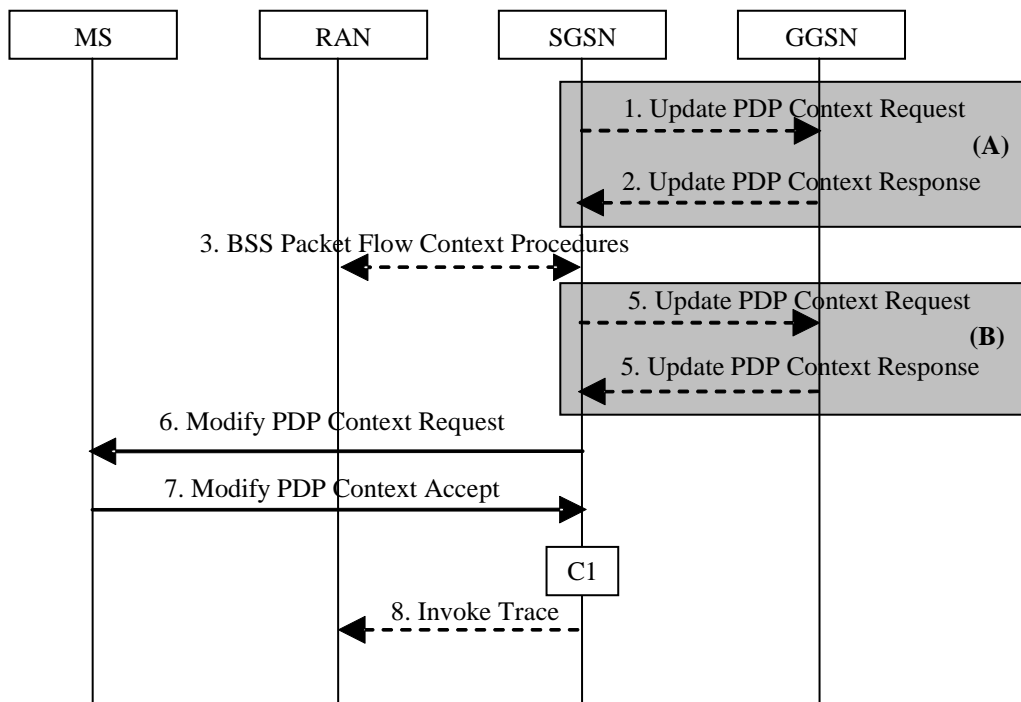 MS
RAN
SGSN
GGSN
1. Update PDP Context Request
(A)
2. Update PDP Context Response
3. BSS Packet Flow Context Procedures
5. Update PDP Context Request
(B)
5. Update PDP Context Response
6. Modify PDP Context Request
7. Modify PDP Context Accept
C1
8. Invoke Trace